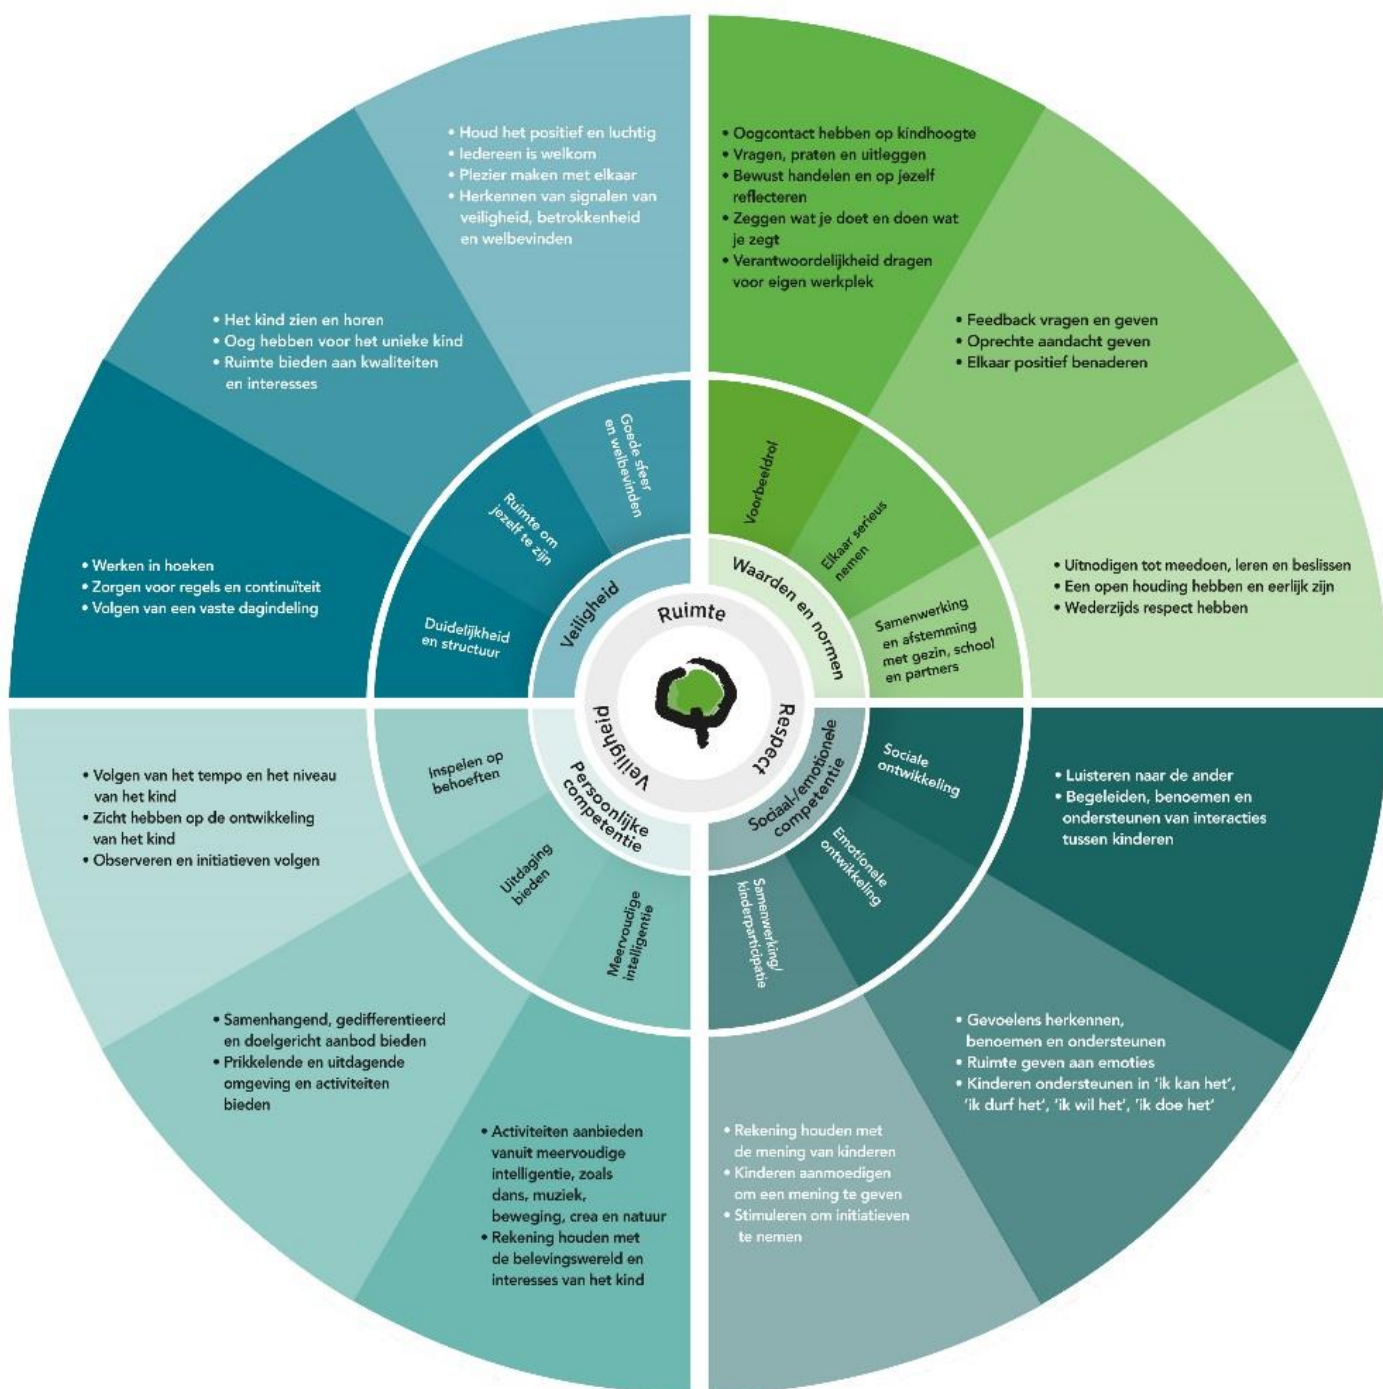 • Houd het positief en luchtig
• Iedereen is welkom
• Plezier maken met elkaar
• Herkennen van signalen van
veiligheid, betrokkenheid
en welbevinden
• Oogcontact hebben op kindhoogte
• Vragen, praten en uitleggen
• Bewust handelen en op jezelf
reflecteren
• Zeggen wat je doet en doen wat
je zegt
• Verantwoordelijkheid dragen
voor eigen werkplek
• Het kind zien en horen
• Oog hebben voor het unieke kind
• Ruimte bieden aan kwaliteiten
en interesses
• Feedback vragen en geven
• Oprechte aandacht geven
• Elkaar positief benaderen
• Werken in hoeken
• Zorgen voor regels en continuïteit
• Volgen van een vaste dagindeling
• Uitnodigen tot meedoen, leren en beslissen
• Een open houding hebben en eerlijk zijn
• Wederzijds respect hebben
Goede sfeer
en welbevinden
Ruimte om
jezelf te zijn
Duidelijkheid
en structuur
Voorbeeldrol
Elkaar serieus
nemen
Samenwerking
en afstemming
met gezin, school
en partners
Veiligheid
Waarden en normen
Ruimte
Respect
Veiligheid
Persoonlijke
competentie
Sociaal-/emotionele
competentie
Inspelen op
behoeften
Uitdaging
bieden
Meervoudige
intelligentie
Sociale
ontwikkeling
Emotionele
ontwikkeling
Samenwerking/
kinderparticipatie
• Volgen van het tempo en het niveau
van het kind
• Zicht hebben op de ontwikkeling
van het kind
• Observeren en initiatieven volgen
• Luisteren naar de ander
• Begeleiden, benoemen en
ondersteunen van interacties
tussen kinderen
• Samenhangend, gedifferentieerd
en doelgericht aanbod bieden
• Prikkelende en uitdagende
omgeving en activiteiten
bieden
• Gevoelens herkennen,
benoemen en ondersteunen
• Ruimte geven aan emoties
• Kinderen ondersteunen in ‘ik kan het’,
‘ik durf het’, ‘ik wil het’, ‘ik doe het’
• Activiteiten aanbieden
vanuit meervoudige
intelligentie, zoals
dans, muziek,
beweging, crea en natuur
• Rekening houden met
de belevingswereld en
interesses van het kind
• Rekening houden met
de mening van kinderen
• Kinderen aanmoedigen
om een mening te geven
• Stimuleren om initiatieven
te nemen